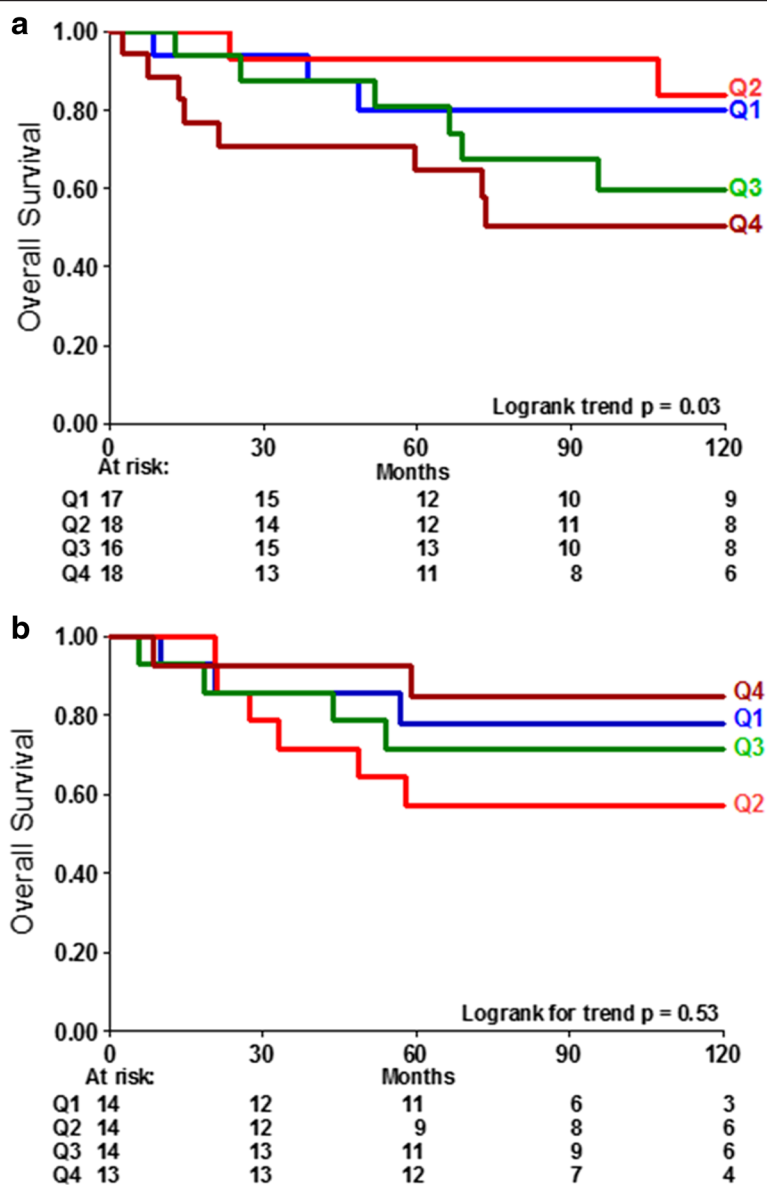 a
1.00
0.80
0.60
0.40
0.20
0.00
Overall Survival
Q2
Q1
Q3
Q4
Logrank trend p = 0.03
0 30 60 90 120
At risk:
Months
Q1 17 15 12 10 9
Q2 18 14 12 11 8
Q3 16 15 13 10 8
Q4 18 13 11 8 6
b
1.00
0.80
0.60
0.40
0.20
0.00
Overall Survival
Q4
Q1
Q3
Q2
Logrank for trend p = 0.53
0 30 60 90 120
At risk: Months
Q1 14 12 11 6 3
Q2 14 12 9 8 6
Q3 14 13 11 9 6
Q4 13 13 12 7 4